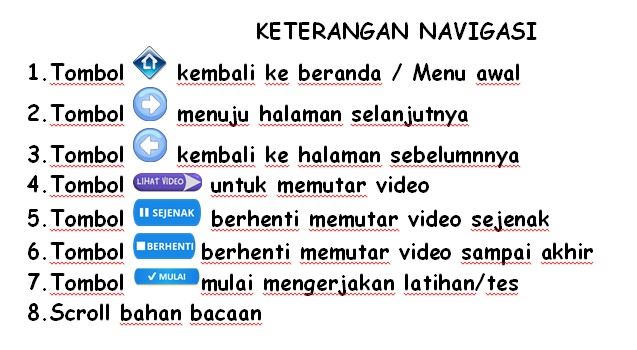 KETERANGAN NAVIGASI
1. Tombol kembali ke beranda / Menu awal
2. Tombol menuju halaman selanjutnya
3. Tombol kembali ke halaman sebelumnnya
4. Tombol LIHAT VIDEO untuk memutar video
5. Tombol SEJENAK berhenti memutar video sejenak
6. Tombol BERHENTI berhenti memutar video sampai akhir
7. Tombol MULAI mulai mengerjakan latihan/tes
8. Scroll bahan bacaan